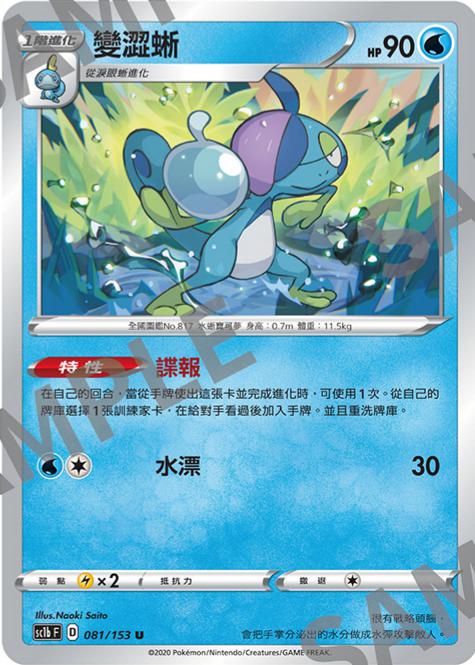 1階進化 變澀蜥 HP 90
從淚眼蜥進化
全國圖鑑No.817 水蜥寶可夢 身高：0.7m 體重：11.5kg
特性 諜報
在自己的回合，當從手牌使出這張卡並完成進化時，可使用1次。從自己的
牌庫選擇1張訓練家卡，在給對手看過後加入手牌。並且重洗牌庫。
水漂 30
弱點 ×2 抵抗力 撤退
Illus.Naoki Saito
sc1b F D 081/153 U
很有戰略頭腦，
會把手掌分泌出的水分做成水彈攻擊敵人。
©2020 Pokémon/Nintendo/Creatures/GAME FREAK.
SAMPLE